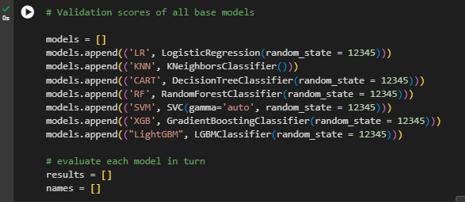 0s
# Validation scores of all base models
models = []
models.append(('LR', LogisticRegression(random_state = 12345)))
models.append(('KNN', KNeighborsClassifier()))
models.append(('CART', DecisionTreeClassifier(random_state = 12345)))
models.append(('RF', RandomForestClassifier(random_state = 12345)))
models.append(('SVM', SVC(gamma='auto', random_state = 12345)))
models.append(('XGB', GradientBoostingClassifier(random_state = 12345)))
models.append(("LightGBM", LGBMClassifier(random_state = 12345)))
# evaluate each model in turn
results = []
names = []